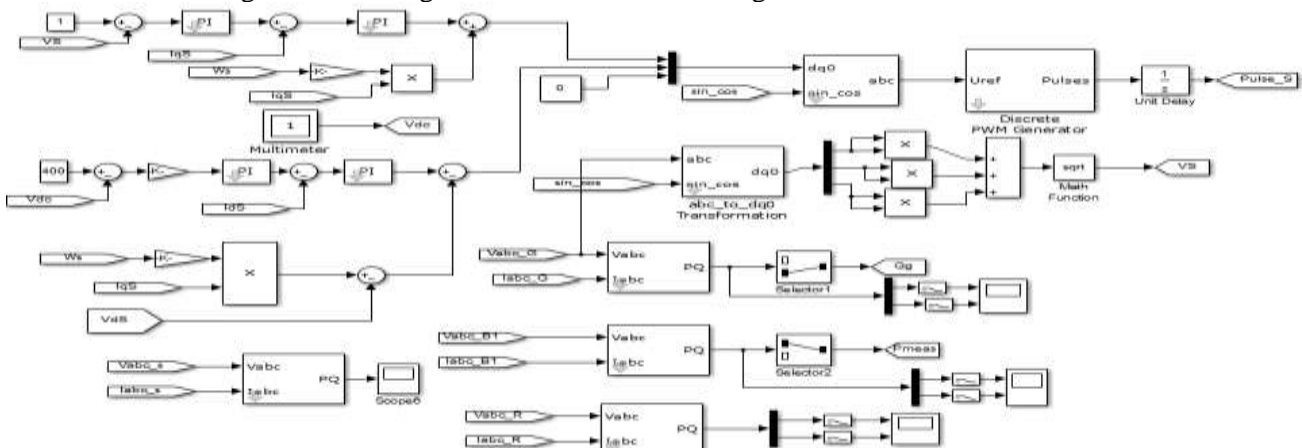 1
VS
PI
IqS
PI
Ws
K-
IqS
×
0
sin_cos
dq0
sin_cos
abc
Uref
Pulses
Discrete
PWM Generator
1
z
Unit Delay
Pulse_S
1
Multimeter
Vdc
400
Vdc
K-
PI
IdS
PI
sin_cos
abc
sin_cos
dq0
abc_to_dq0
Transformation
×
×
×
+
+
+
sqrt
Math
Function
VS
Ws
K-
IqS
×
VdS
Vabc_G
Iabc_G
Vabc
Iabc
PQ
Selector1
Qg
Vabc_B1
Iabc_B1
Vabc
Iabc
PQ
Selector2
Pmeas
Vabc_s
Iabc_s
Vabc
Iabc
PQ
Scope6
Vabc_R
Iabc_R
Vabc
Iabc
PQ